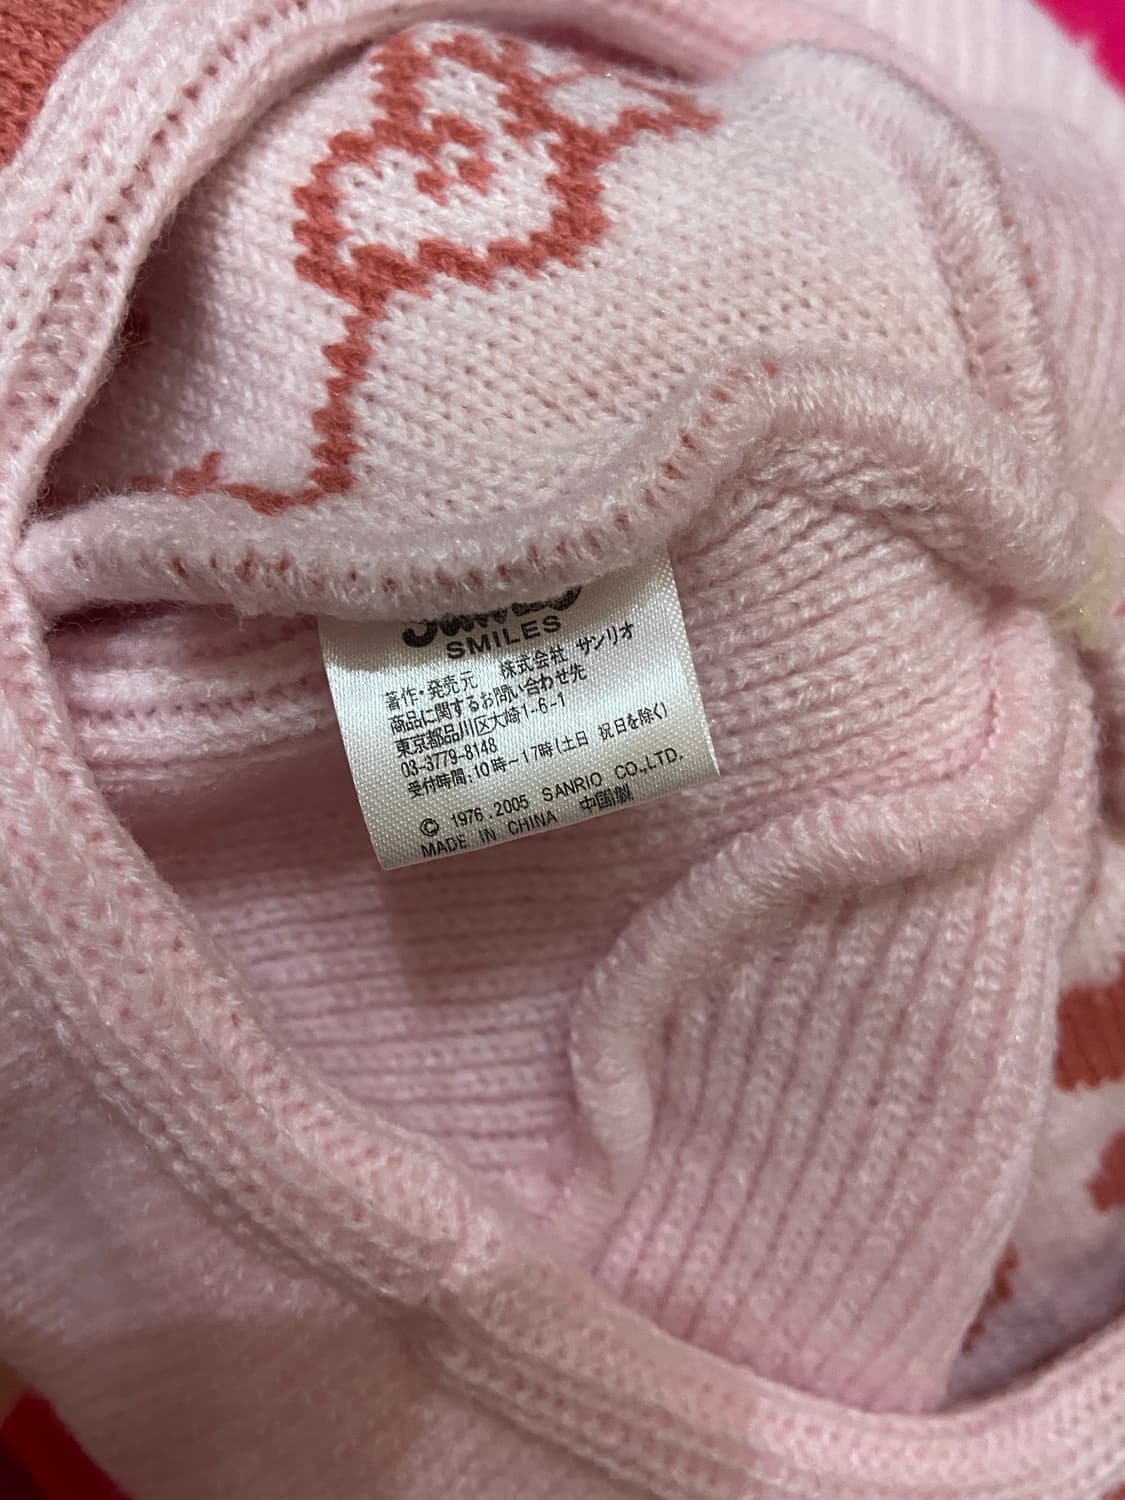 SMILES
著作・発売元 株式会社 サンリオ
商品に関するお問い合わせ先
東京都品川区大崎1-6-1
03-3779-8148
受付時間:10時～17時(土日 祝日を除く)
© 1976.2005 SANRIO CO.,LTD.
MADE IN CHINA 中国製